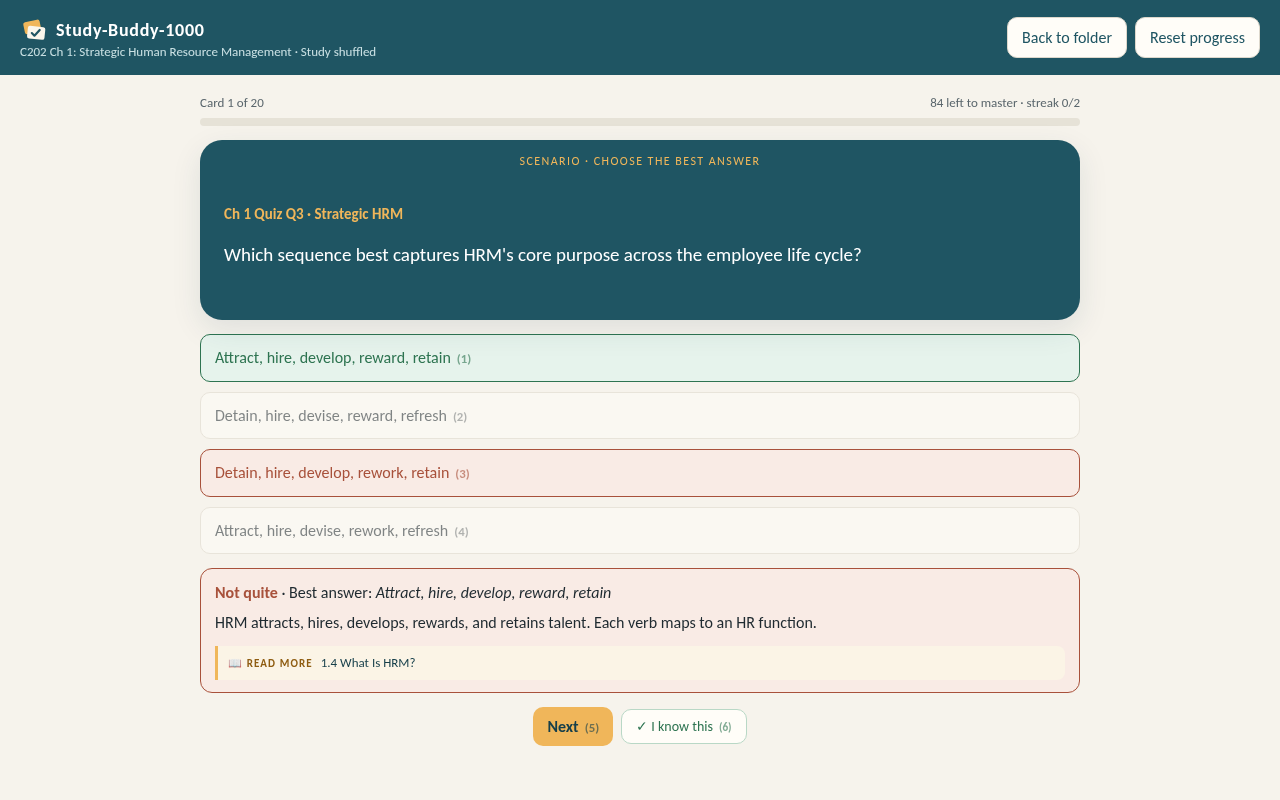 Study-Buddy-1000
C202 Ch 1: Strategic Human Resource Management · Study shuffled
Back to folder
Reset progress
Card 1 of 20
84 left to master · streak 0/2
SCENARIO · CHOOSE THE BEST ANSWER
Ch 1 Quiz Q3 · Strategic HRM
Which sequence best captures HRM's core purpose across the employee life cycle?
Attract, hire, develop, reward, retain (1)
Detain, hire, devise, reward, refresh (2)
Detain, hire, develop, rework, retain (3)
Attract, hire, devise, rework, refresh (4)
Not quite · Best answer: Attract, hire, develop, reward, retain
HRM attracts, hires, develops, rewards, and retains talent. Each verb maps to an HR function.
📖 READ MORE 1.4 What Is HRM?
Next (5)
✓ I know this (6)